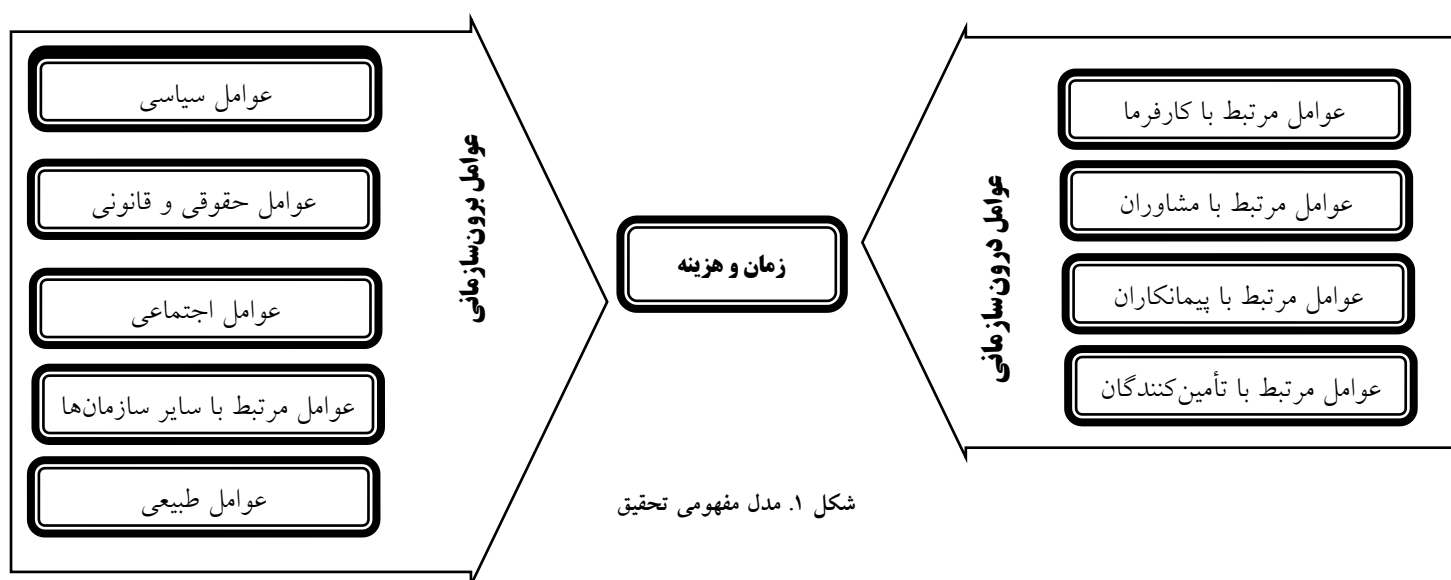 عوامل درون‌سازمانی
عوامل مرتبط با کارفرما
عوامل مرتبط با مشاوران
عوامل مرتبط با پیمانکاران
عوامل مرتبط با تأمین‌کنندگان
زمان و هزینه
عوامل برون‌سازمانی
عوامل سیاسی
عوامل حقوقی و قانونی
عوامل اجتماعی
عوامل مرتبط با سایر سازمان‌ها
عوامل طبیعی
شکل ۱. مدل مفهومی تحقیق